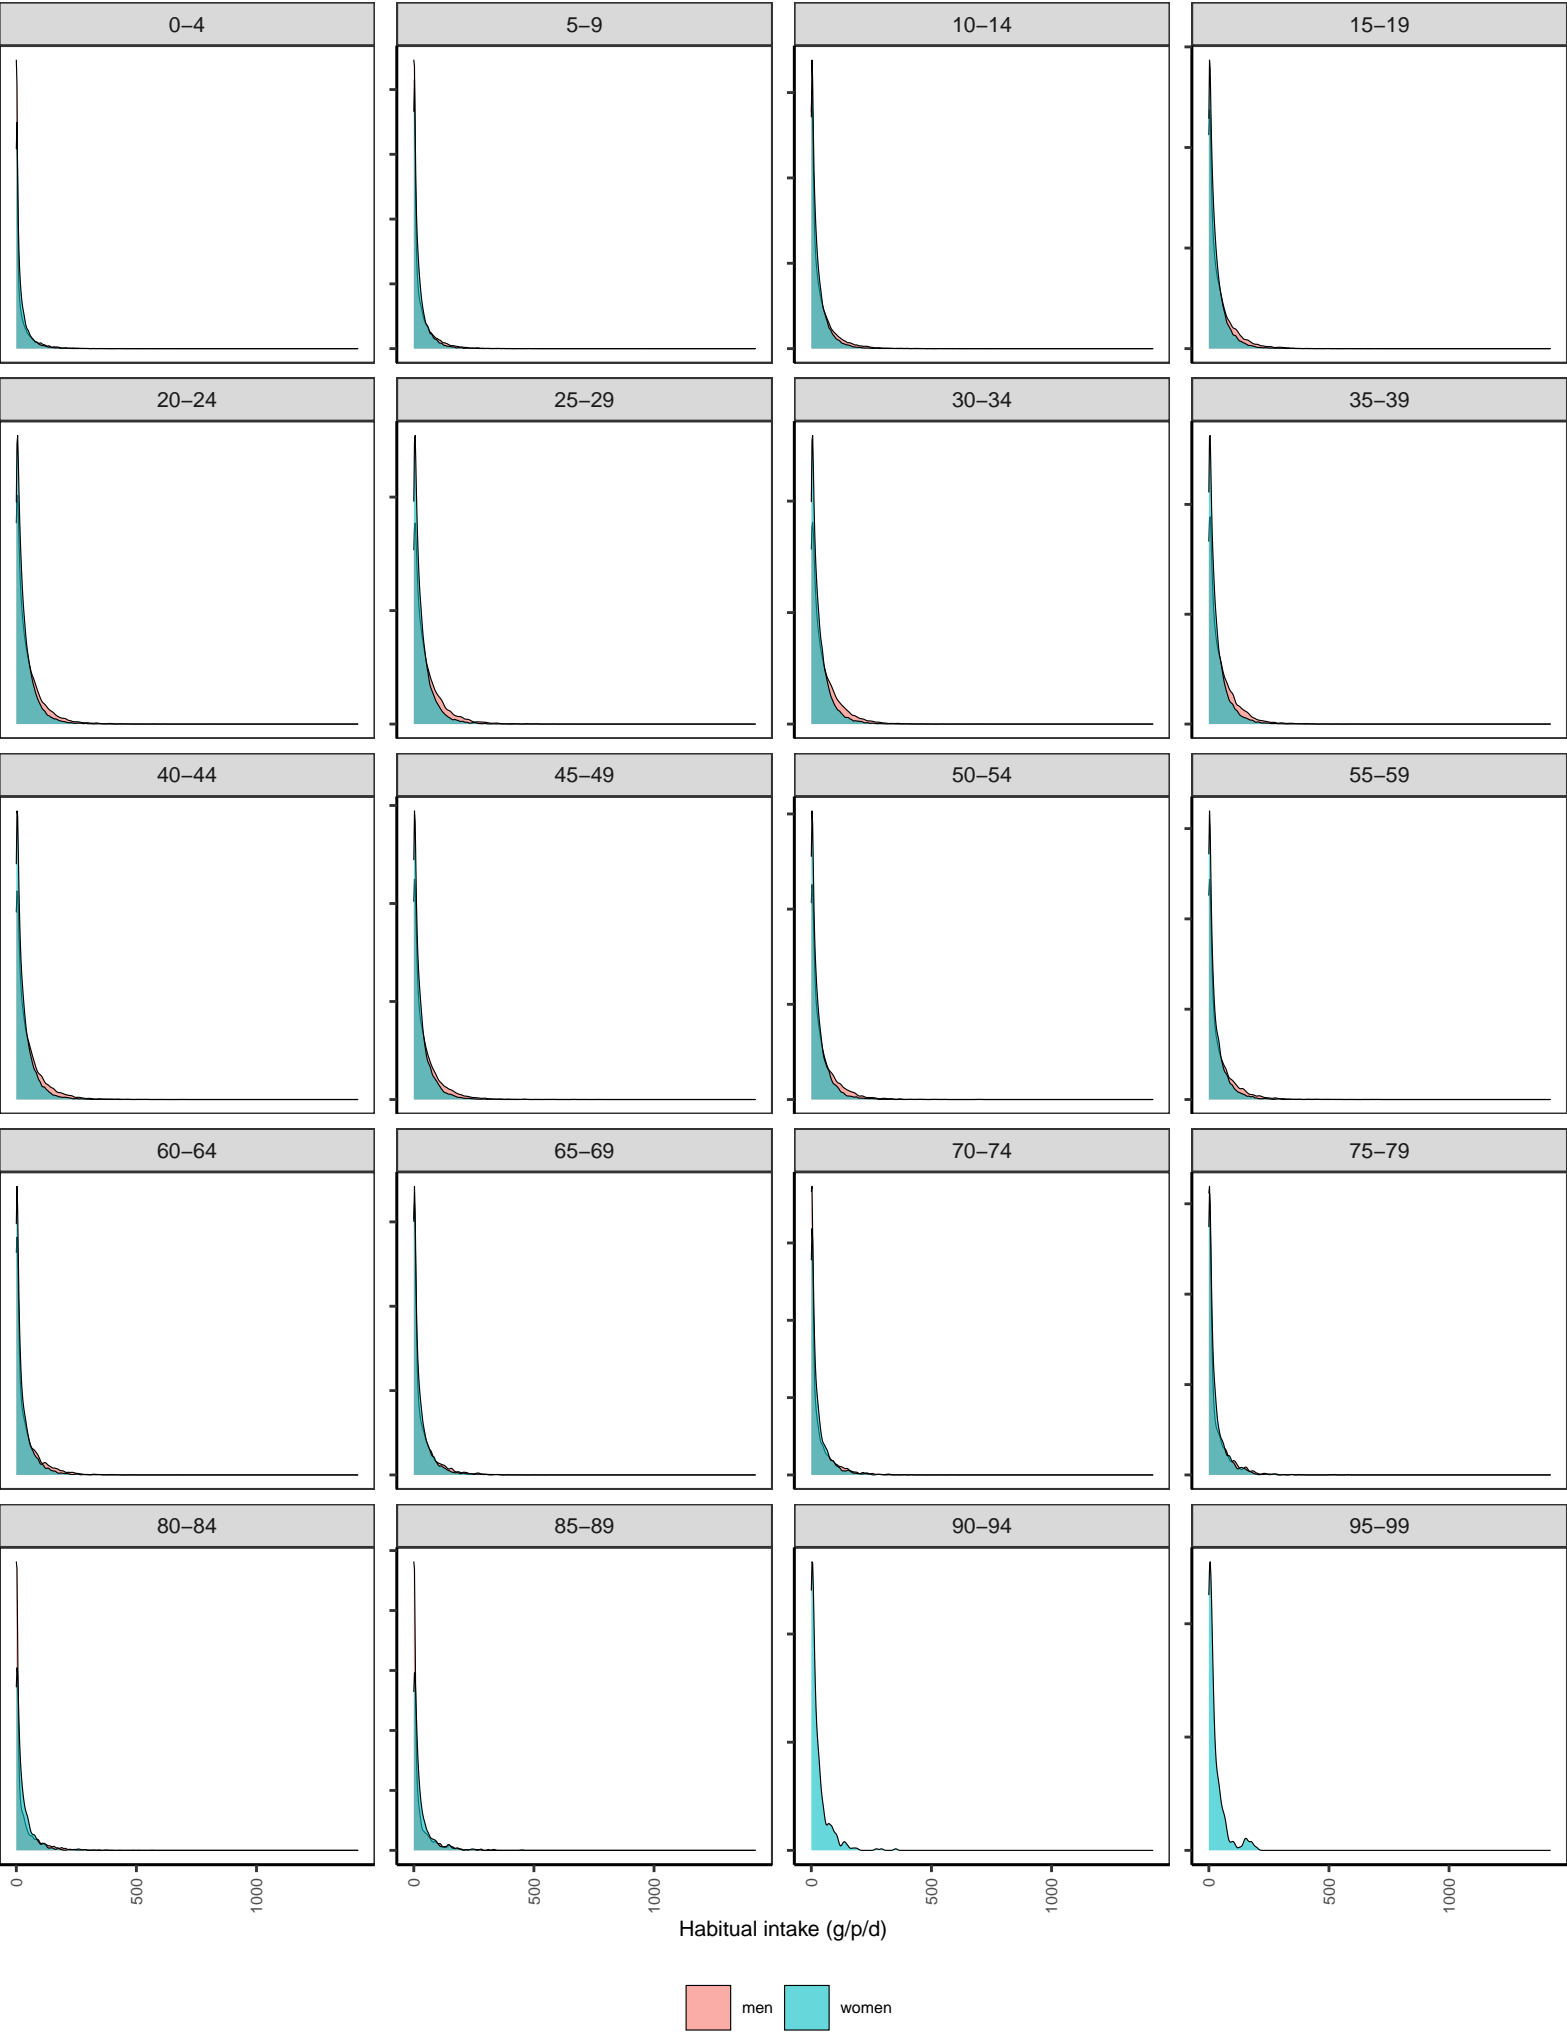 0–4 5–9 10–14 15–19
20–24 25–29 30–34 35–39
40–44 45–49 50–54 55–59
60–64 65–69 70–74 75–79
80–84 85–89 90–94 95–99
0 500 1000 0 500 1000 0 500 1000 0 500 1000
Habitual intake (g/p/d)
men women